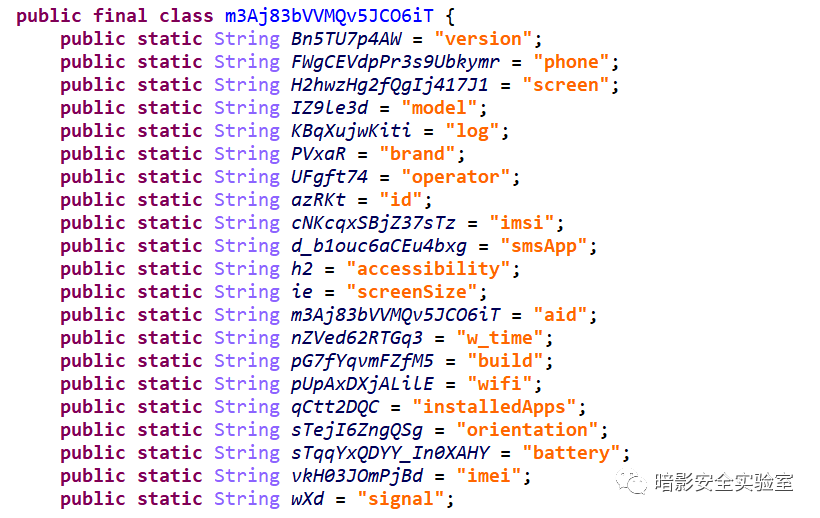 public final class m3Aj83bVVMQv5JCO6iT {
public static String Bn5TU7p4AW = "version";
public static String FWgCEVdpPr3s9Ubkymr = "phone";
public static String H2hwzHg2fQgIj417J1 = "screen";
public static String IZ9le3d = "model";
public static String KBqXujwKiti = "log";
public static String PVxaR = "brand";
public static String UFgft74 = "operator";
public static String azRKt = "id";
public static String cNKcqxSBjZ37sTz = "imsi";
public static String d_b1ouc6aCEu4bxg = "smsApp";
public static String h2 = "accessibility";
public static String ie = "screenSize";
public static String m3Aj83bVVMQv5JCO6iT = "aid";
public static String nZVed62RTGq3 = "w_time";
public static String pG7fYqvmFZfM5 = "build";
public static String pUpAxDXjALilE = "wifi";
public static String qCtt2DQC = "installedApps";
public static String sTejI6ZngQSg = "orientation";
public static String sTqqYxQDYY_In0XAHY = "battery";
public static String vkH03JOmPjBd = "imei";
public static String wXd = "signal";
暗影安全实验室